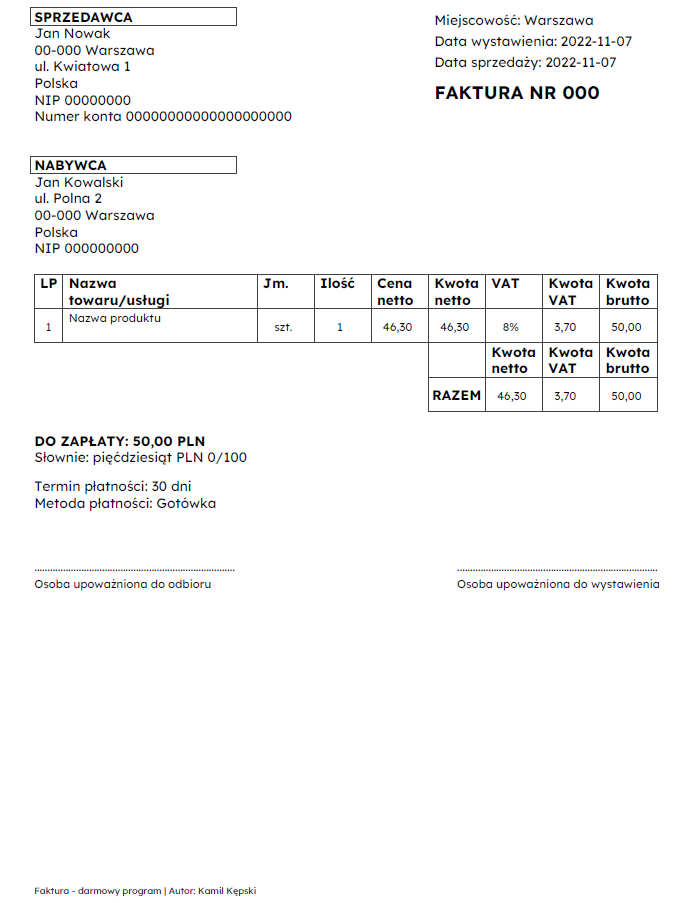 SPRZEDAWCA
Jan Nowak
00-000 Warszawa
ul. Kwiatowa 1
Polska
NIP 00000000
Numer konta 00000000000000000000
Miejscowość: Warszawa
Data wystawienia: 2022-11-07
Data sprzedaży: 2022-11-07
FAKTURA NR 000
NABYWCA
Jan Kowalski
ul. Polna 2
00-000 Warszawa
Polska
NIP 000000000
LP Nazwa towaru/usługi Jm. Ilość Cena netto Kwota netto VAT Kwota VAT Kwota brutto
1 Nazwa produktu szt. 1 46,30 46,30 8% 3,70 50,00
Kwota netto Kwota VAT Kwota brutto
RAZEM 46,30 3,70 50,00
DO ZAPŁATY: 50,00 PLN
Słownie: pięćdziesiąt PLN 0/100
Termin płatności: 30 dni
Metoda płatności: Gotówka
Osoba upoważniona do odbioru
Osoba upoważniona do wystawienia
Faktura - darmowy program | Autor: Kamil Kępski